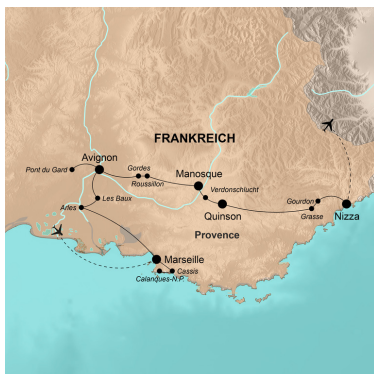 FRANKREICH
Avignon
Pont du Gard
Gordes
Roussillon
Manosque
Verdonschlucht
Les Baux
Arles
Quinson
Gourdon
Grasse
Nizza
Provence
Marseille
Cassis
Calanques-N.P.